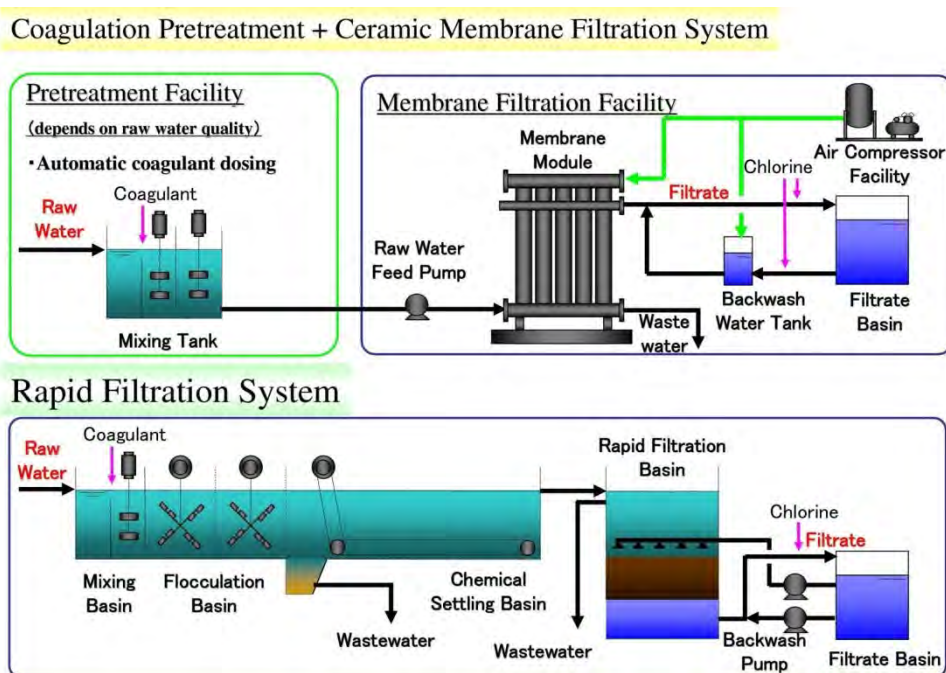 Coagulation Pretreatment + Ceramic Membrane Filtration System
Pretreatment Facility
(depends on raw water quality)
・Automatic coagulant dosing
Coagulant
Raw
Water
Mixing Tank
Membrane Filtration Facility
Membrane
Module
Raw Water
Feed Pump
Filtrate
Chlorine
Air Compressor
Facility
Backwash
Water Tank
Filtrate
Basin
Waste
water
Rapid Filtration System
Coagulant
Raw
Water
Mixing
Basin
Flocculation
Basin
Chemical
Settling Basin
Wastewater
Rapid Filtration
Basin
Wastewater
Chlorine
Filtrate
Backwash
Pump
Filtrate Basin